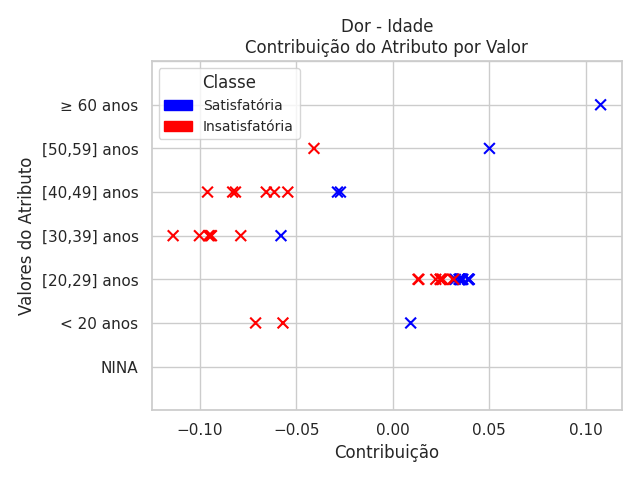 Dor - Idade
Contribuição do Atributo por Valor
Classe
Satisfatória
Insatisfatória
Valores do Atributo
≥ 60 anos
[50,59] anos
[40,49] anos
[30,39] anos
[20,29] anos
< 20 anos
NINA
−0.10 −0.05 0.00 0.05 0.10
Contribuição